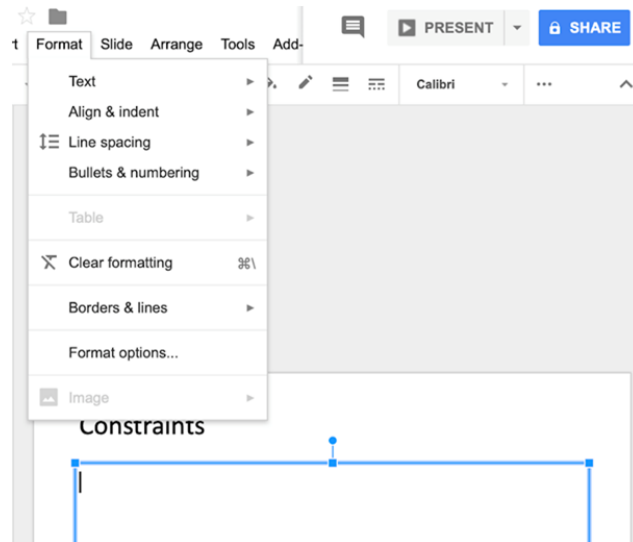 PRESENT
SHARE
t Format Slide Arrange Tools Add-
Calibri
Text
Align & indent
Line spacing
Bullets & numbering
Table
Clear formatting ⌘\
Borders & lines
Format options...
Image
Constraints